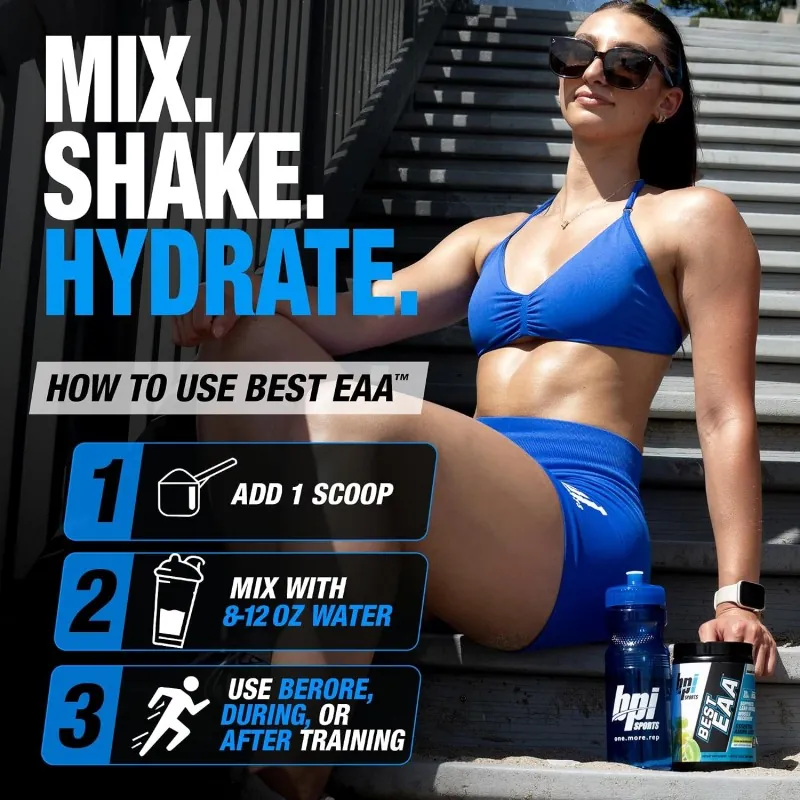 MIX.
SHAKE.
HYDRATE.
HOW TO USE BEST EAA™
1
ADD 1 SCOOP
2
MIX WITH
8-12 OZ WATER
3
USE BERORE,
DURING, OR
AFTER TRAINING
bpi
SPORTS
one.more.rep
bpi
SPORTS
BEST
EAA